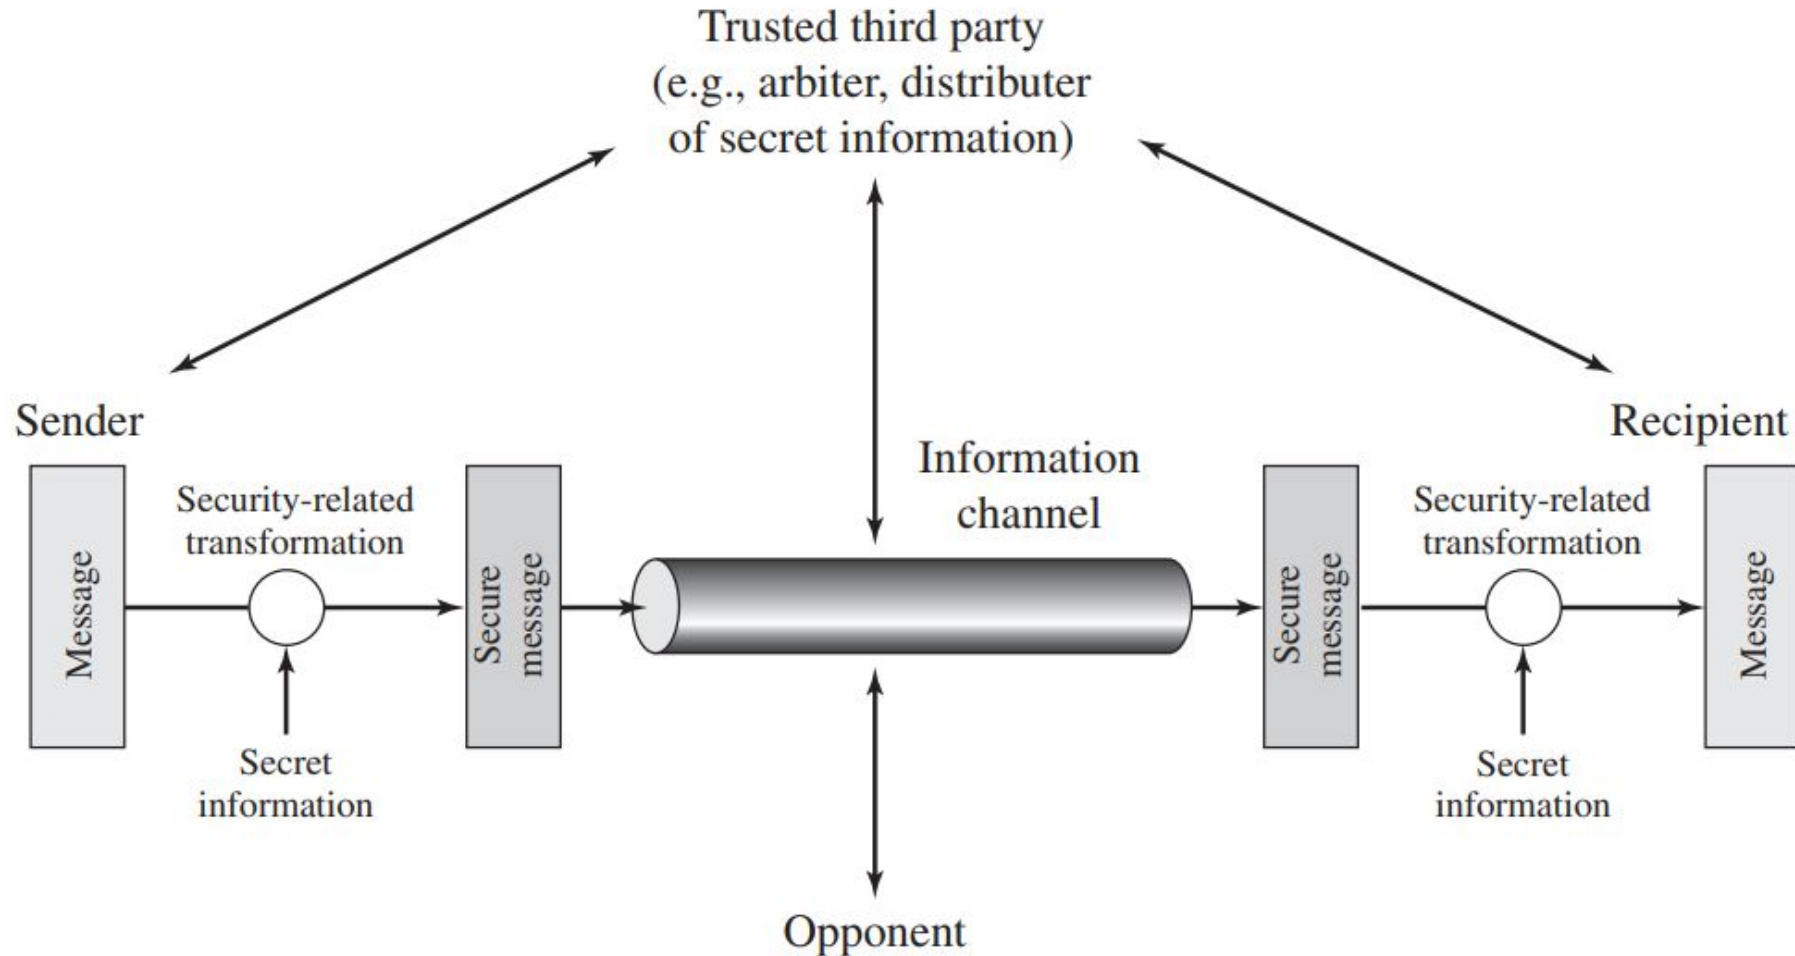 Trusted third party
(e.g., arbiter, distributer
of secret information)
Sender
Recipient
Information
channel
Security-related
transformation
Security-related
transformation
Message
Secure
message
Secure
message
Message
Secret
information
Secret
information
Opponent